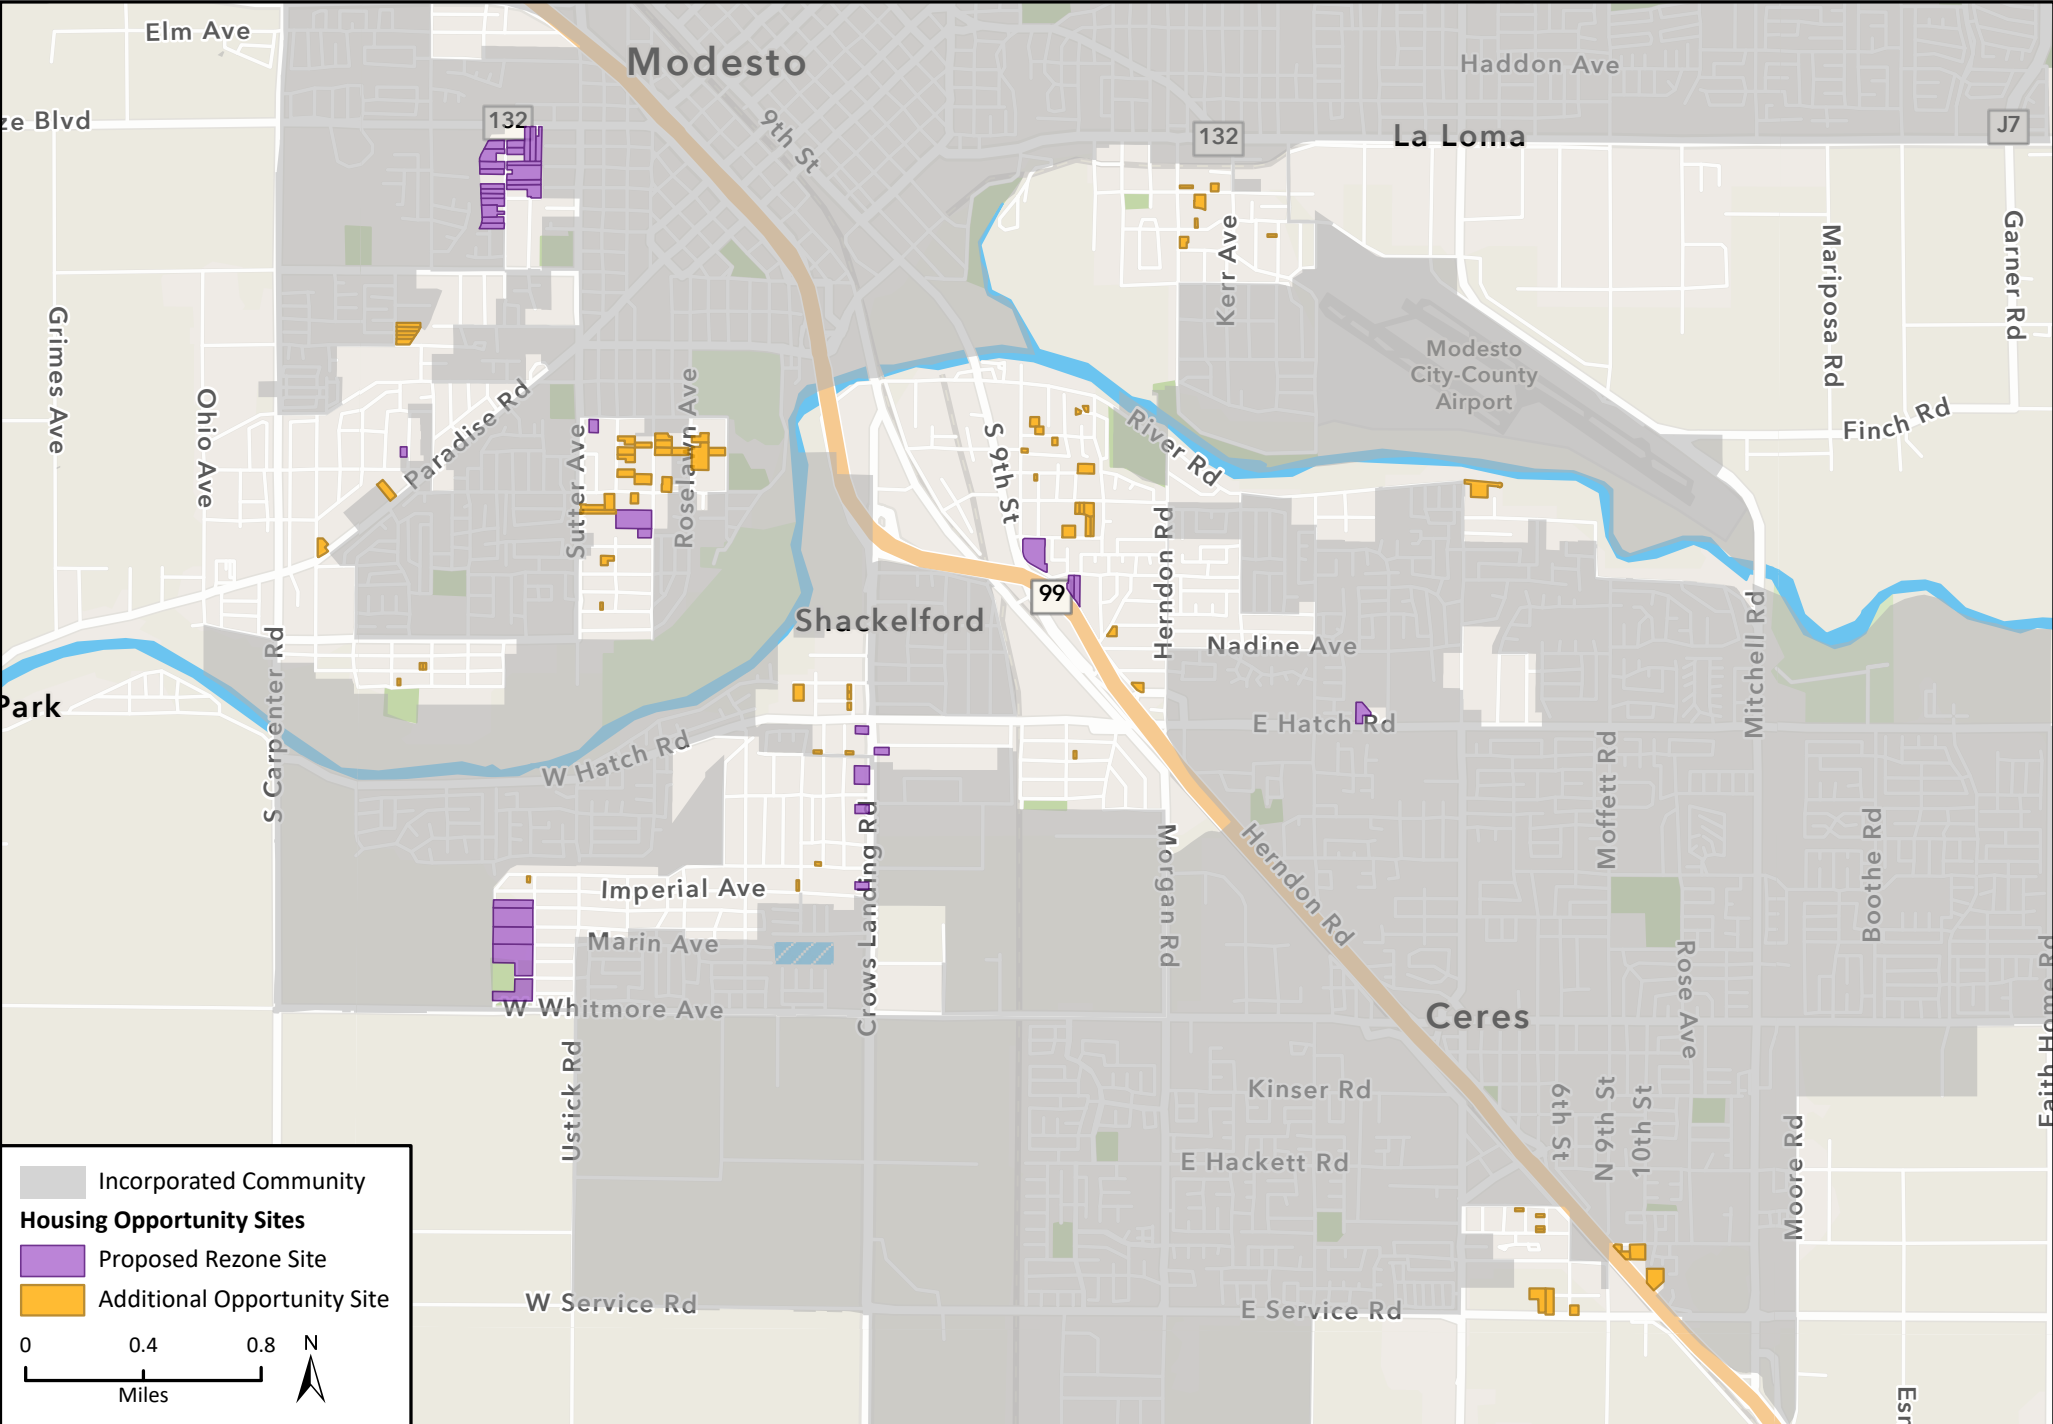 Elm Ave
Modesto
Haddon Ave
ze Blvd
132
9th St
132
La Loma
J7
Grimes Ave
Ohio Ave
Paradise Rd
Sutter Ave
Roselawn Ave
Kerr Ave
Modesto
City-County
Airport
Mariposa Rd
Garner Rd
Finch Rd
S 9th St
River Rd
Herndon Rd
99
Shackelford
Nadine Ave
Park
S Carpenter Rd
W Hatch Rd
E Hatch Rd
Mitchell Rd
Moffett Rd
Boothe Rd
Crows Landing Rd
Morgan Rd
Herndon Rd
Imperial Ave
Marin Ave
W Whitmore Ave
Ceres
Rose Ave
Faith Home Rd
Ustick Rd
Kinser Rd
6th St
N 9th St
10th St
Moore Rd
E Hackett Rd
W Service Rd
E Service Rd
Esr
Incorporated Community
Housing Opportunity Sites
Proposed Rezone Site
Additional Opportunity Site
0 0.4 0.8
Miles
N